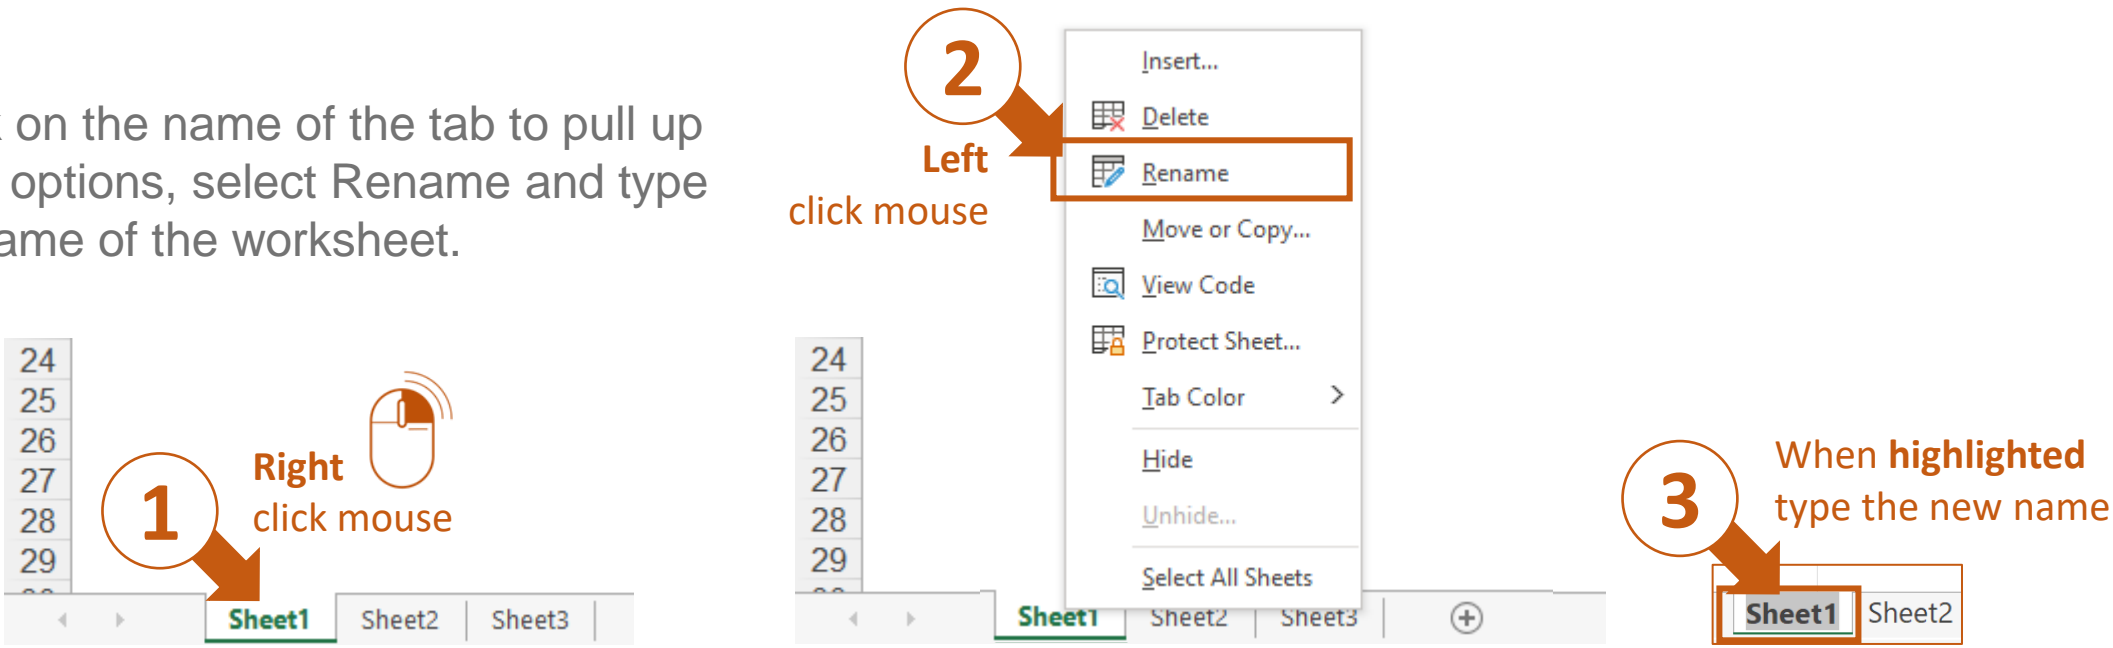 on the name of the tab to pull up
options, select Rename and type
ame of the worksheet.
24
25
26
27
28
29
1
Right
click mouse
Sheet1 Sheet2 Sheet3
2
Left
click mouse
Insert...
Delete
Rename
Move or Copy...
View Code
Protect Sheet...
Tab Color >
Hide
Unhide...
Select All Sheets
24
25
26
27
28
29
Sheet1 Sheet2 Sheet3
3
When highlighted
type the new name
Sheet1 Sheet2